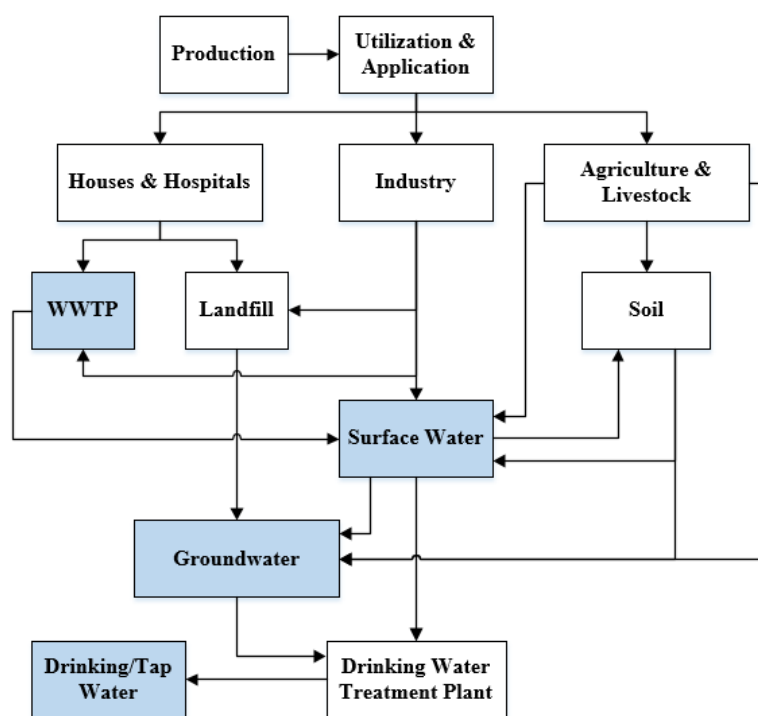 Production
Utilization &
Application
Houses & Hospitals
Industry
Agriculture &
Livestock
WWTP
Landfill
Soil
Surface Water
Groundwater
Drinking/Tap
Water
Drinking Water
Treatment Plant